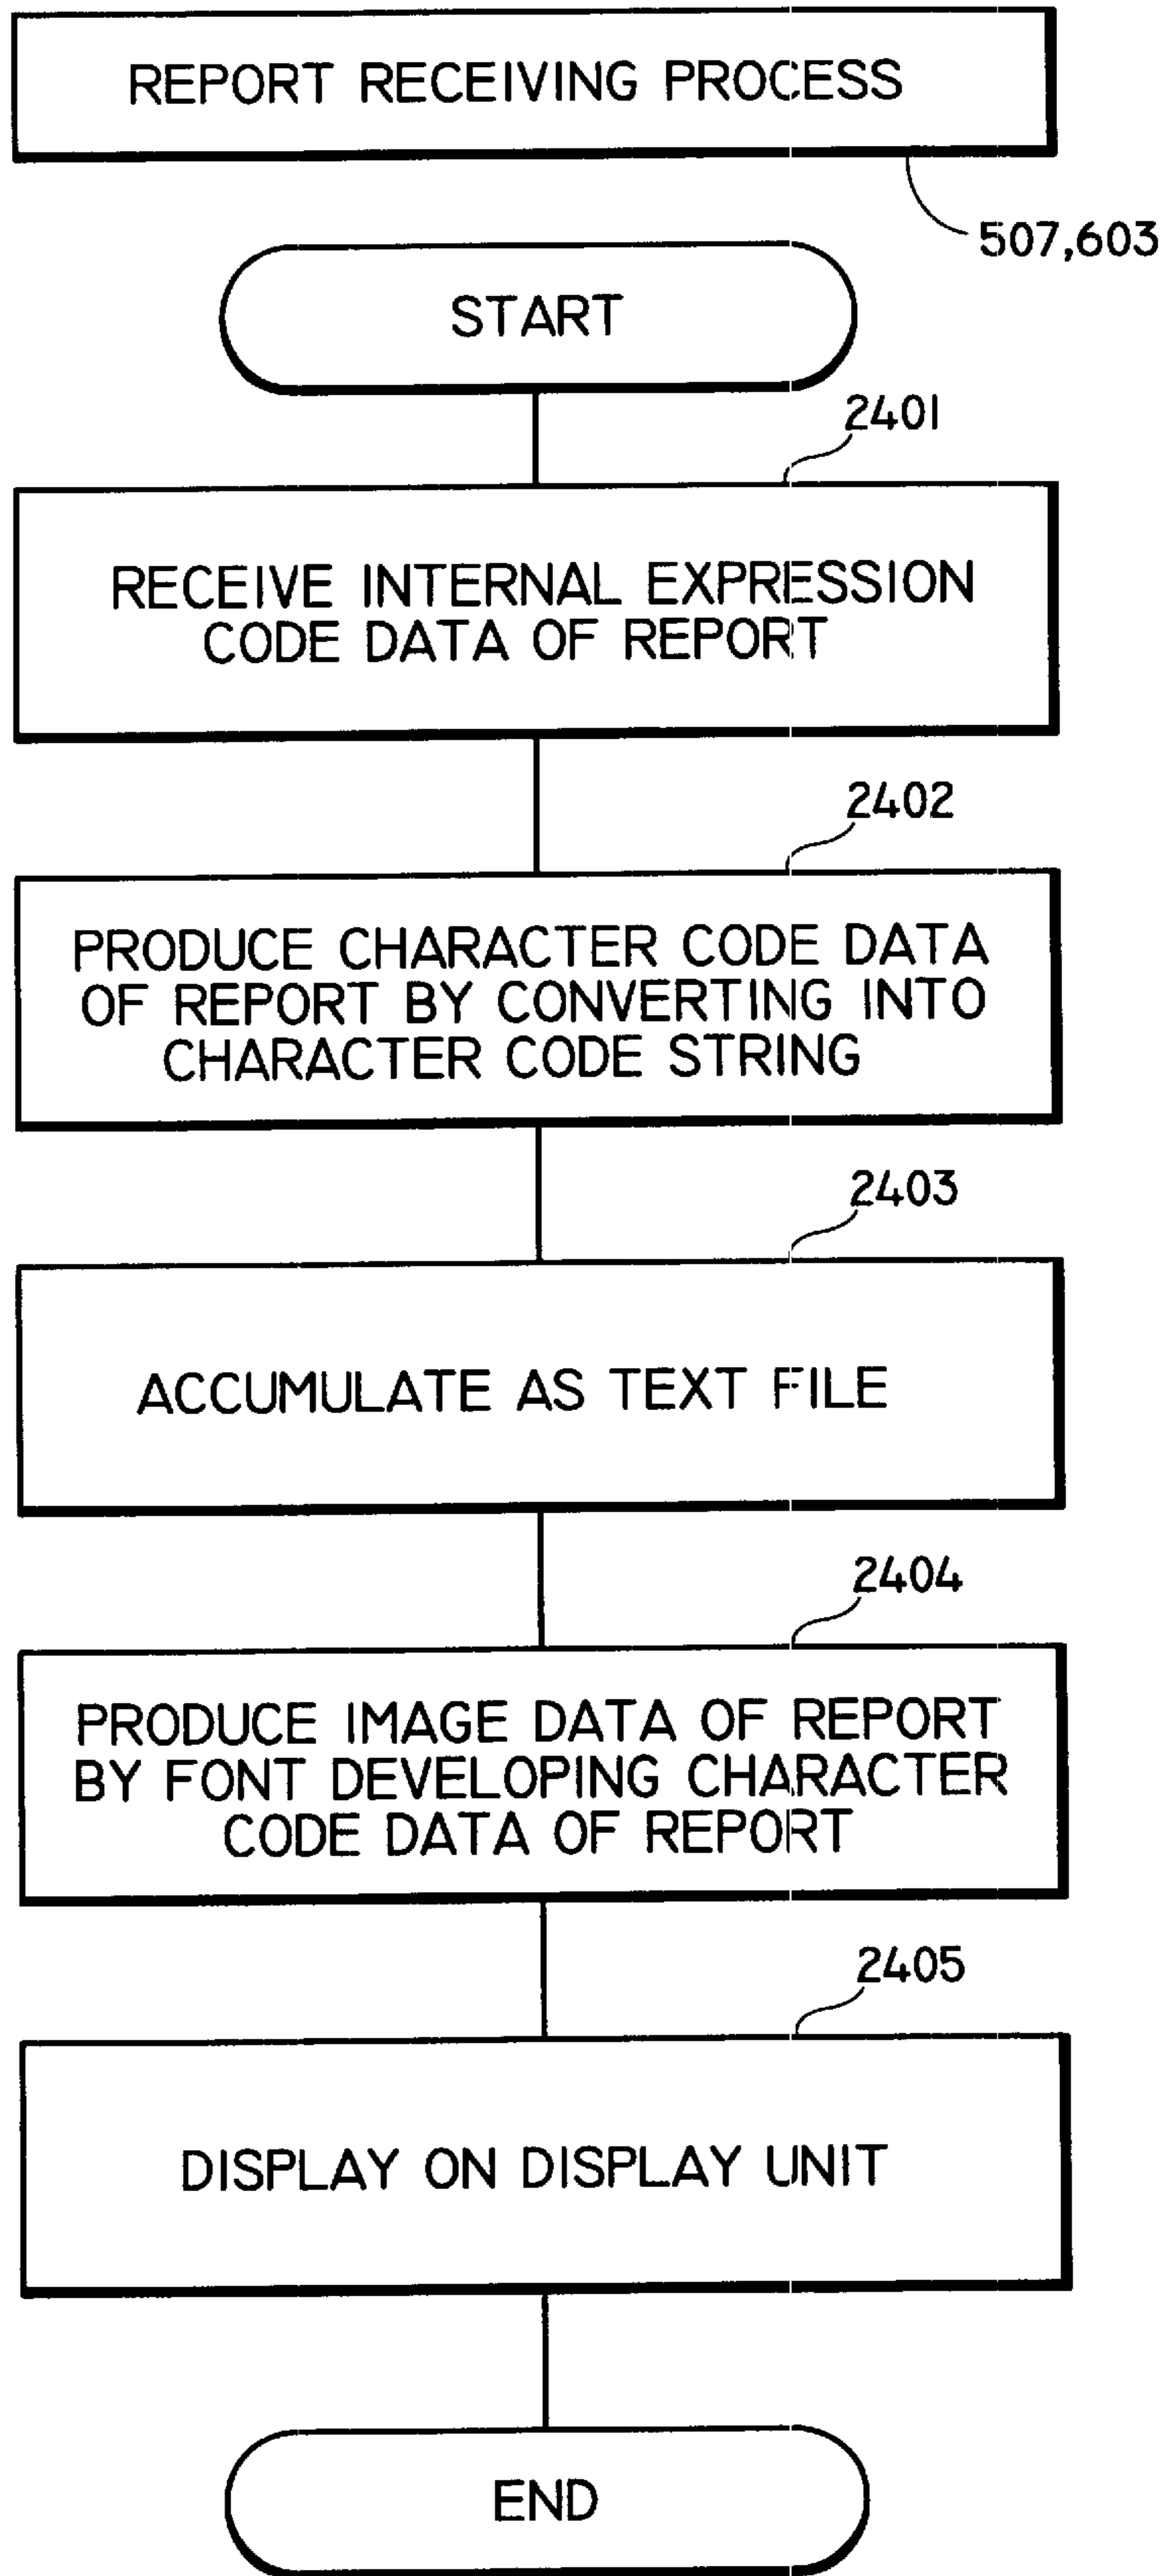 REPORT RECEIVING PROCESS
507,603
START
2401
RECEIVE INTERNAL EXPRESSION
CODE DATA OF REPORT
2402
PRODUCE CHARACTER CODE DATA
OF REPORT BY CONVERTING INTO
CHARACTER CODE STRING
2403
ACCUMULATE AS TEXT FILE
2404
PRODUCE IMAGE DATA OF REPORT
BY FONT DEVELOPING CHARACTER
CODE DATA OF REPORT
2405
DISPLAY ON DISPLAY UNIT
END